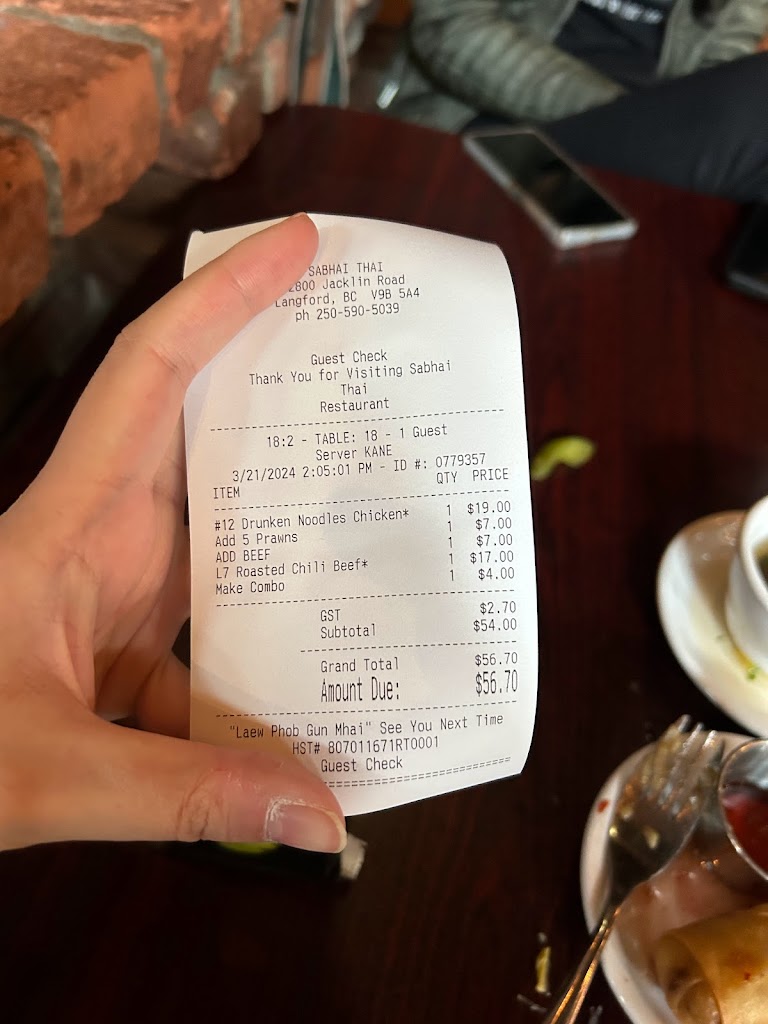 SABHAI THAI
2800 Jacklin Road
Langford, BC V9B 5A4
ph 250-590-5039
Guest Check
Thank You for Visiting Sabhai
Thai
Restaurant
18:2 - TABLE: 18 - 1 Guest
Server KANE
3/21/2024 2:05:01 PM - ID #: 0779357
ITEM QTY PRICE
#12 Drunken Noodles Chicken* 1 $19.00
Add 5 Prawns 1 $7.00
ADD BEEF 1 $7.00
L7 Roasted Chili Beef* 1 $17.00
Make Combo 1 $4.00
GST $2.70
Subtotal $54.00
Grand Total $56.70
Amount Due: $56.70
"Laew Phob Gun Mhai" See You Next Time
HST# 807011671RT0001
Guest Check